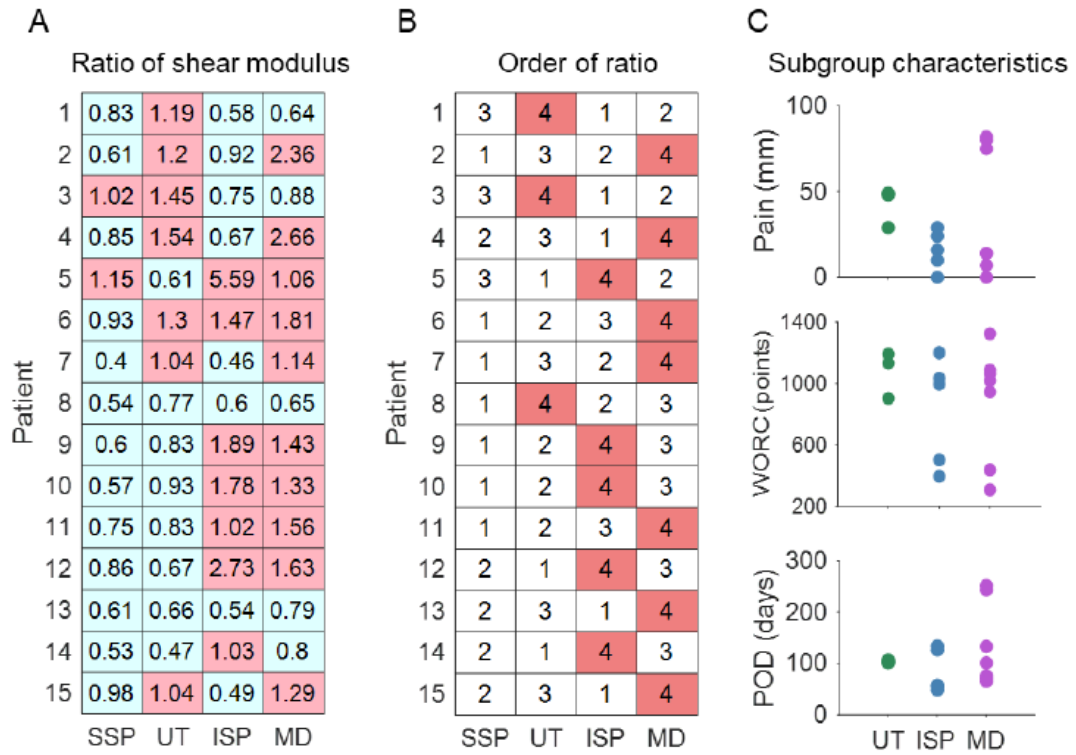 A
B
C
Ratio of shear modulus
Order of ratio
Subgroup characteristics
Patient
1 0.83 1.19 0.58 0.64
2 0.61 1.2 0.92 2.36
3 1.02 1.45 0.75 0.88
4 0.85 1.54 0.67 2.66
5 1.15 0.61 5.59 1.06
6 0.93 1.3 1.47 1.81
7 0.4 1.04 0.46 1.14
8 0.54 0.77 0.6 0.65
9 0.6 0.83 1.89 1.43
10 0.57 0.93 1.78 1.33
11 0.75 0.83 1.02 1.56
12 0.86 0.67 2.73 1.63
13 0.61 0.66 0.54 0.79
14 0.53 0.47 1.03 0.8
15 0.98 1.04 0.49 1.29
SSP UT ISP MD
Patient
1 3 4 1 2
2 1 3 2 4
3 3 4 1 2
4 2 3 1 4
5 3 1 4 2
6 1 2 3 4
7 1 3 2 4
8 1 4 2 3
9 1 2 4 3
10 1 2 4 3
11 1 2 3 4
12 2 1 4 3
13 2 3 1 4
14 2 1 4 3
15 2 3 1 4
SSP UT ISP MD
Pain (mm)
100
50
0
WORC (points)
1400
1000
600
200
POD (days)
300
200
100
0
UT ISP MD